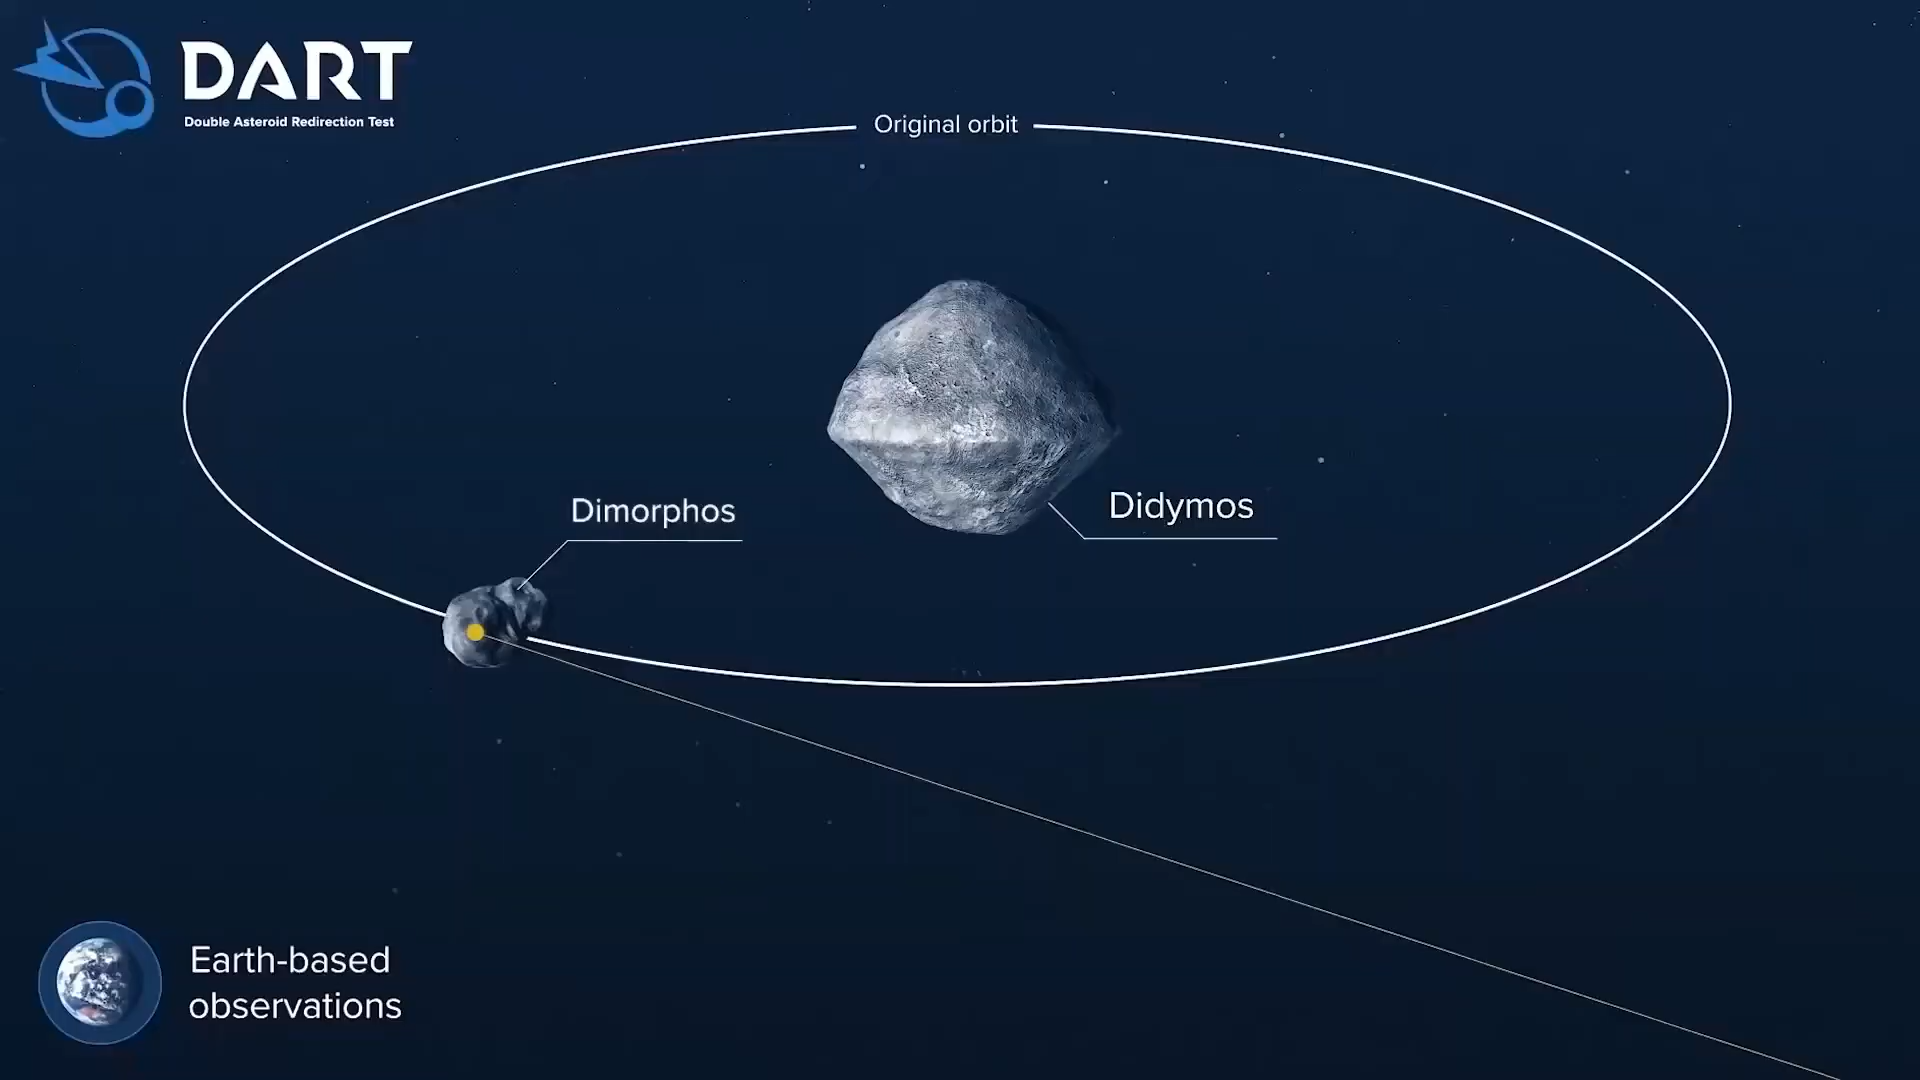 DART
Double Asteroid Redirection Test
Original orbit
Didymos
Dimorphos
Earth-based
observations